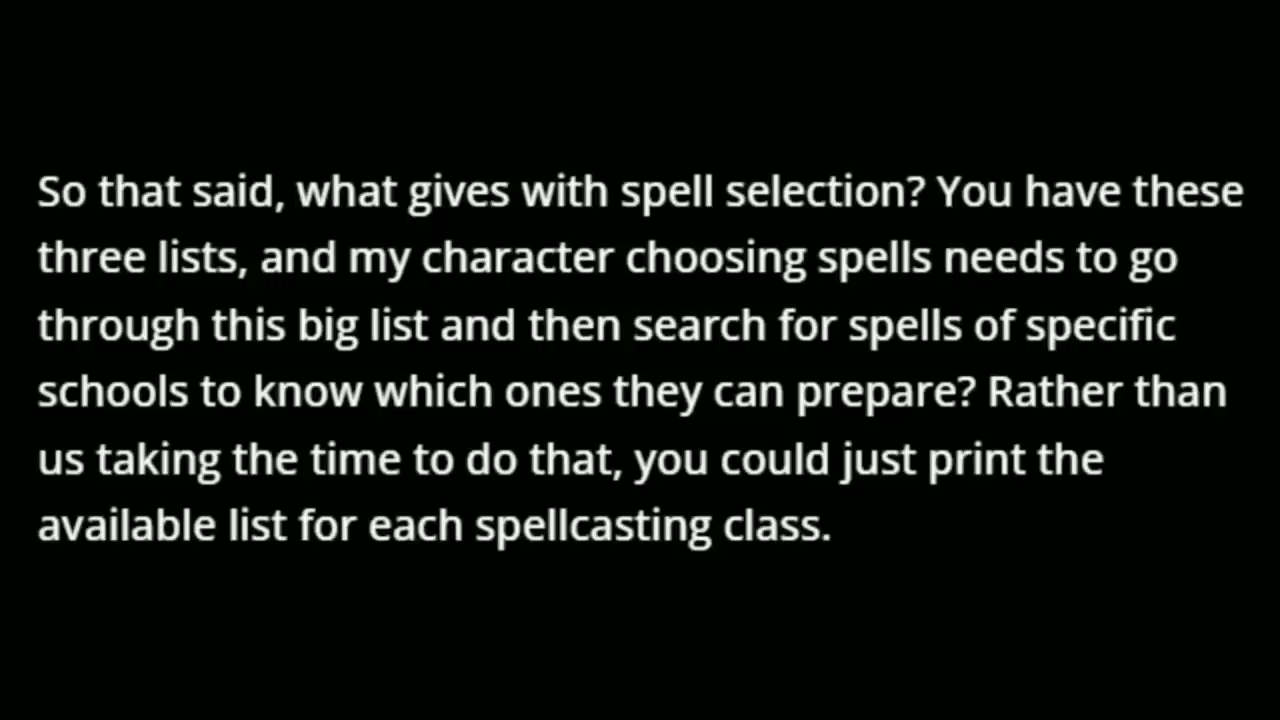 So that said, what gives with spell selection? You have these
three lists, and my character choosing spells needs to go
through this big list and then search for spells of specific
schools to know which ones they can prepare? Rather than
us taking the time to do that, you could just print the
available list for each spellcasting class.